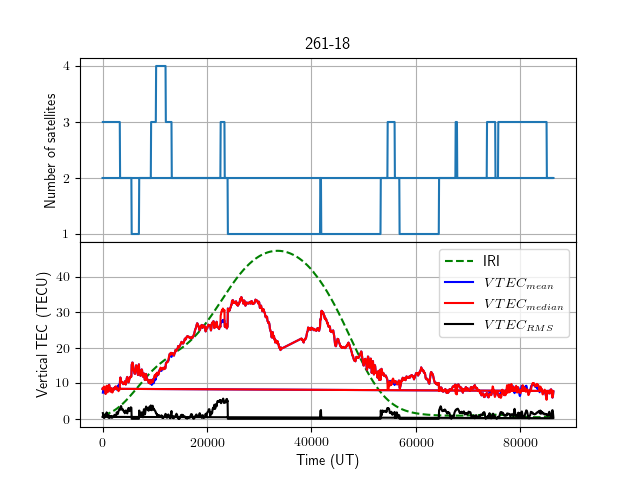 261-18
Number of satellites
4
3
2
1
Vertical TEC (TECU)
40
30
20
10
0
IRI
VTEC_mean
VTEC_median
VTEC_RMS
0 20000 40000 60000 80000
Time (UT)